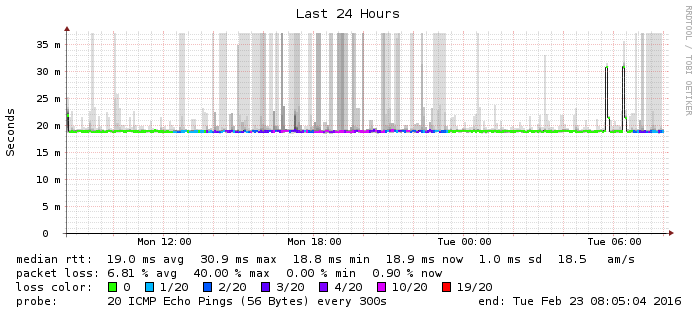 Last 24 Hours
RRDTOOL / TOBI OETIKER
Seconds
35 m
30 m
25 m
20 m
15 m
10 m
5 m
0
Mon 12:00 Mon 18:00 Tue 00:00 Tue 06:00
median rtt: 19.0 ms avg 30.9 ms max 18.8 ms min 18.9 ms now 1.0 ms sd 18.5 am/s
packet loss: 6.81 % avg 40.00 % max 0.00 % min 0.90 % now
loss color: 0 1/20 2/20 3/20 4/20 10/20 19/20
probe: 20 ICMP Echo Pings (56 Bytes) every 300s end: Tue Feb 23 08:05:04 2016